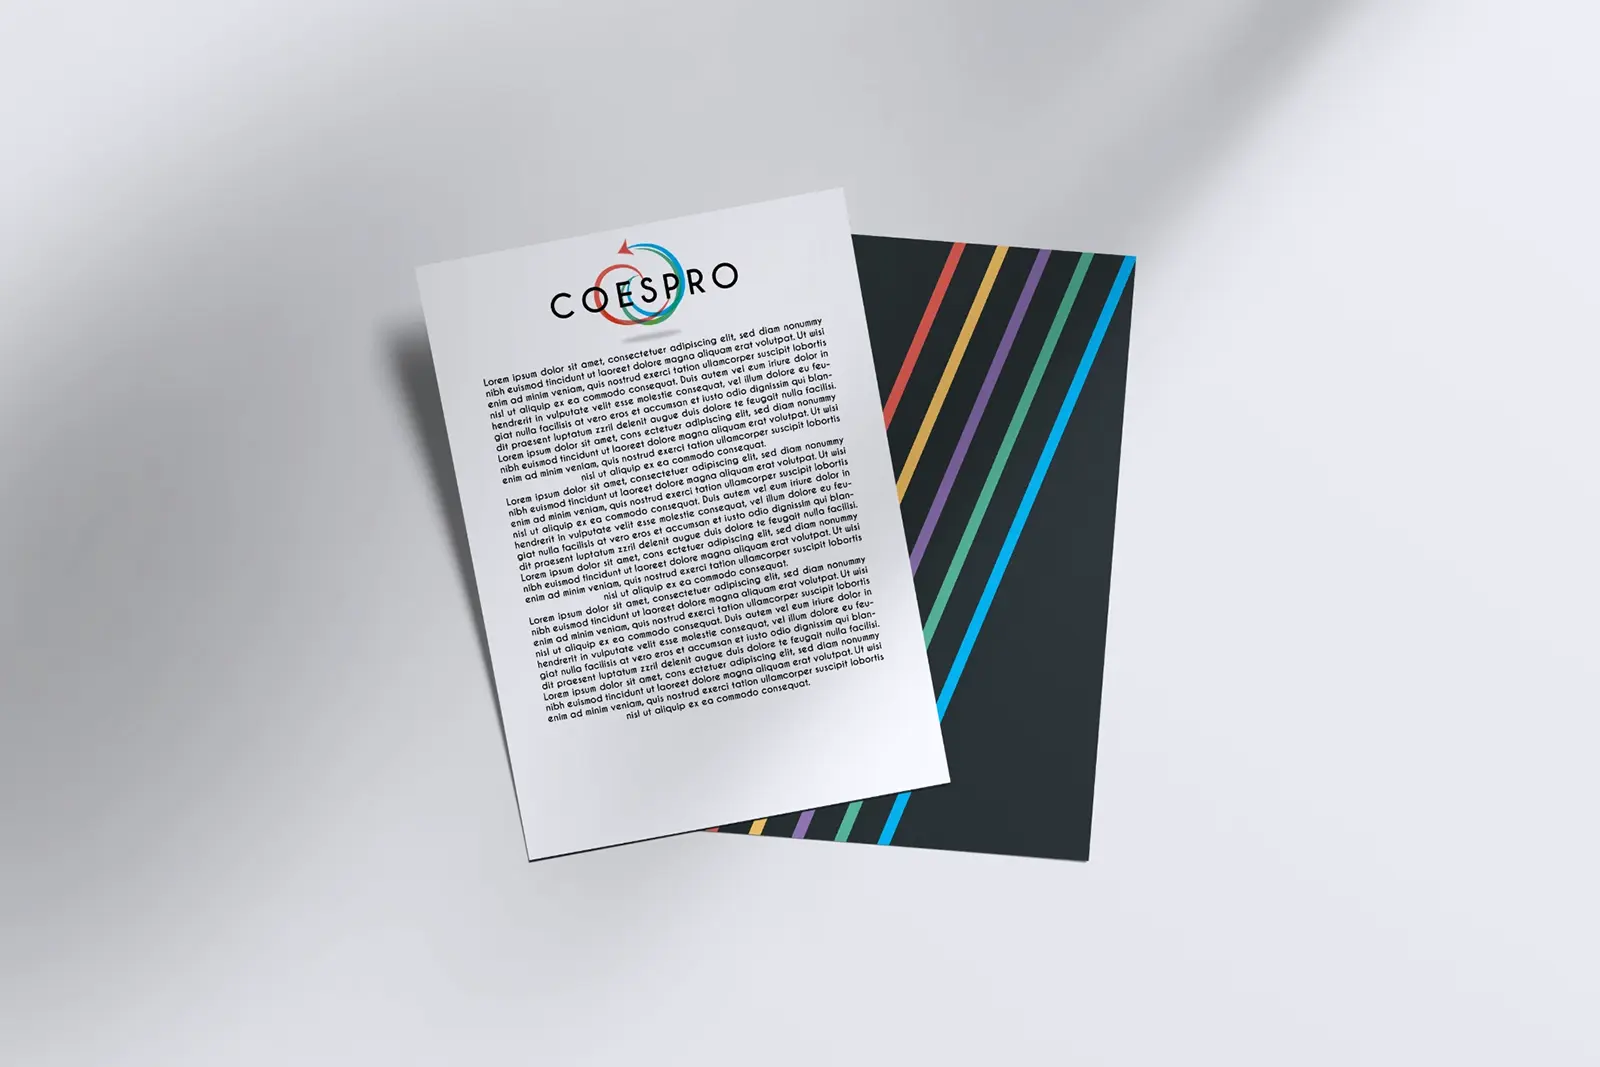 COESPRO
Lorem ipsum dolor sit amet, consectetuer adipiscing elit, sed diam nonummy
nibh euismod tincidunt ut laoreet dolore magna aliquam erat volutpat. Ut wisi
enim ad minim veniam, quis nostrud exerci tation ullamcorper suscipit lobortis
nisl ut aliquip ex ea commodo consequat. Duis autem vel eum iriure dolor in
hendrerit in vulputate velit esse molestie consequat, vel illum dolore eu feu-
giat nulla facilisis at vero eros et accumsan et iusto odio dignissim qui blan-
dit praesent luptatum zzril delenit augue duis dolore te feugait nulla facilisi.
Lorem ipsum dolor sit amet, cons ectetuer adipiscing elit, sed diam nonummy
nibh euismod tincidunt ut laoreet dolore magna aliquam erat volutpat. Ut wisi
enim ad minim veniam, quis nostrud exerci tation ullamcorper suscipit lobortis
nisl ut aliquip ex ea commodo consequat.
Lorem ipsum dolor sit amet, consectetuer adipiscing elit, sed diam nonummy
nibh euismod tincidunt ut laoreet dolore magna aliquam erat volutpat. Ut wisi
enim ad minim veniam, quis nostrud exerci tation ullamcorper suscipit lobortis
nisl ut aliquip ex ea commodo consequat. Duis autem vel eum iriure dolor in
hendrerit in vulputate velit esse molestie consequat, vel illum dolore eu feu-
giat nulla facilisis at vero eros et accumsan et iusto odio dignissim qui blan-
dit praesent luptatum zzril delenit augue duis dolore te feugait nulla facilisi.
Lorem ipsum dolor sit amet, cons ectetuer adipiscing elit, sed diam nonummy
nibh euismod tincidunt ut laoreet dolore magna aliquam erat volutpat. Ut wisi
enim ad minim veniam, quis nostrud exerci tation ullamcorper suscipit lobortis
nisl ut aliquip ex ea commodo consequat.
Lorem ipsum dolor sit amet, consectetuer adipiscing elit, sed diam nonummy
nibh euismod tincidunt ut laoreet dolore magna aliquam erat volutpat. Ut wisi
enim ad minim veniam, quis nostrud exerci tation ullamcorper suscipit lobortis
nisl ut aliquip ex ea commodo consequat. Duis autem vel eum iriure dolor in
hendrerit in vulputate velit esse molestie consequat, vel illum dolore eu feu-
giat nulla facilisis at vero eros et accumsan et iusto odio dignissim qui blan-
dit praesent luptatum zzril delenit augue duis dolore te feugait nulla facilisi.
Lorem ipsum dolor sit amet, cons ectetuer adipiscing elit, sed diam nonummy
nibh euismod tincidunt ut laoreet dolore magna aliquam erat volutpat. Ut wisi
enim ad minim veniam, quis nostrud exerci tation ullamcorper suscipit lobortis
nisl ut aliquip ex ea commodo consequat.